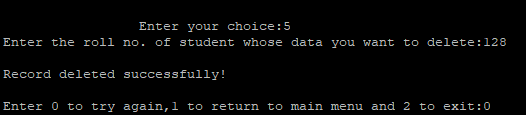 Enter your choice:5
Enter the roll no. of student whose data you want to delete:128
Record deleted successfully!
Enter 0 to try again,1 to return to main menu and 2 to exit:0